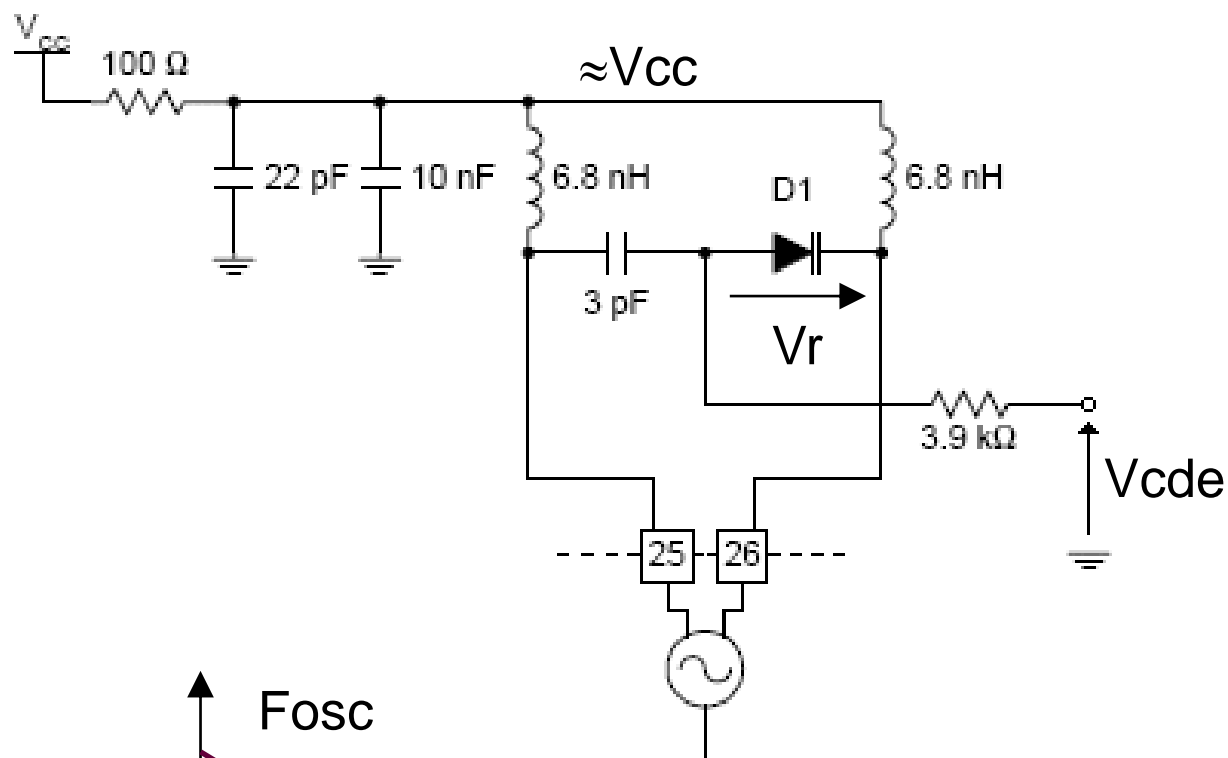 Vcc
100 Ω
≈Vcc
22 pF
10 nF
6.8 nH
D1
6.8 nH
3 pF
Vr
3.9 kΩ
Vcde
25
26
Fosc